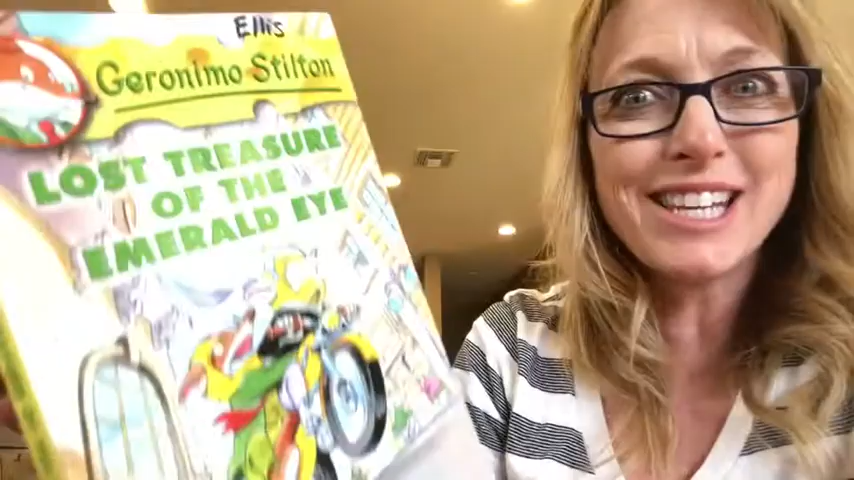 Ellis
Geronimo Stilton
LOST TREASURE
OF THE
EMERALD EYE